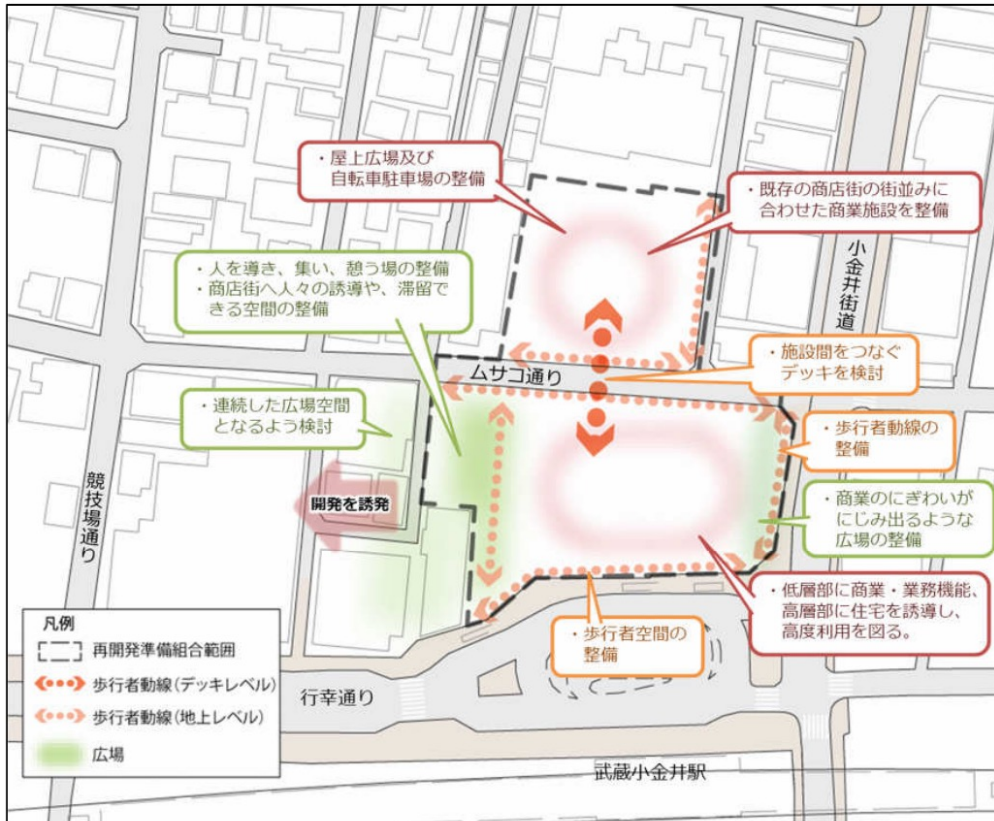 ・屋上広場及び
自転車駐車場の整備
・既存の商店街の街並みに
合わせた商業施設を整備
小金井街道
・人を導き、集い、憩う場の整備
・商店街へ人々の誘導や、滞留で
きる空間の整備
ムサコ通り
・施設間をつなぐ
デッキを検討
・連続した広場空間
となるよう検討
・歩行者動線の
整備
競技場通り
開発を誘発
・商業のにぎわいが
にじみ出るような
広場の整備
・低層部に商業・業務機能、
高層部に住宅を誘導し、
高度利用を図る。
・歩行者空間の
整備
凡例
再開発準備組合範囲
歩行者動線(デッキレベル)
歩行者動線(地上レベル)
広場
行幸通り
武蔵小金井駅